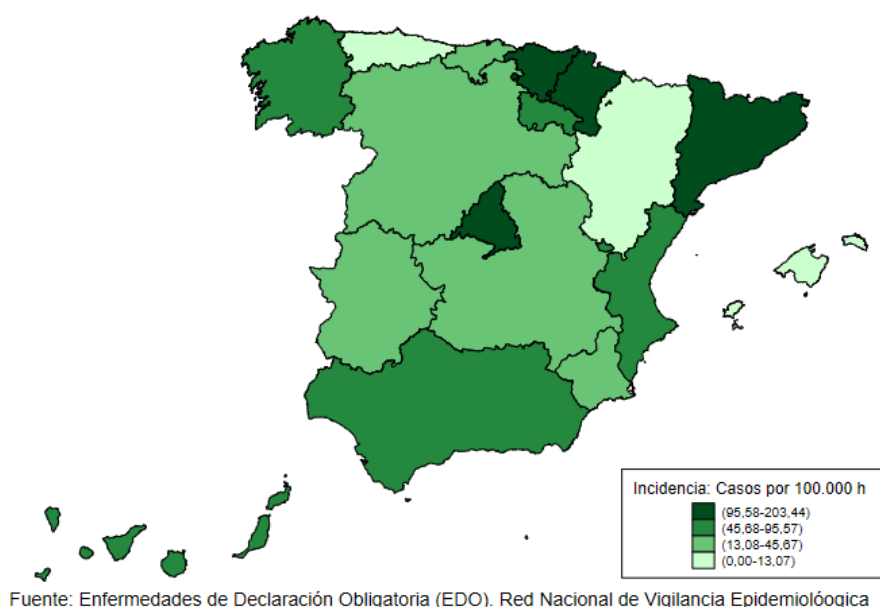 Incidencia: Casos por 100.000 h
(95,58-203,44)
(45,68-95,57)
(13,08-45,67)
(0,00-13,07)
Fuente: Enfermedades de Declaración Obligatoria (EDO). Red Nacional de Vigilancia Epidemiolóogica